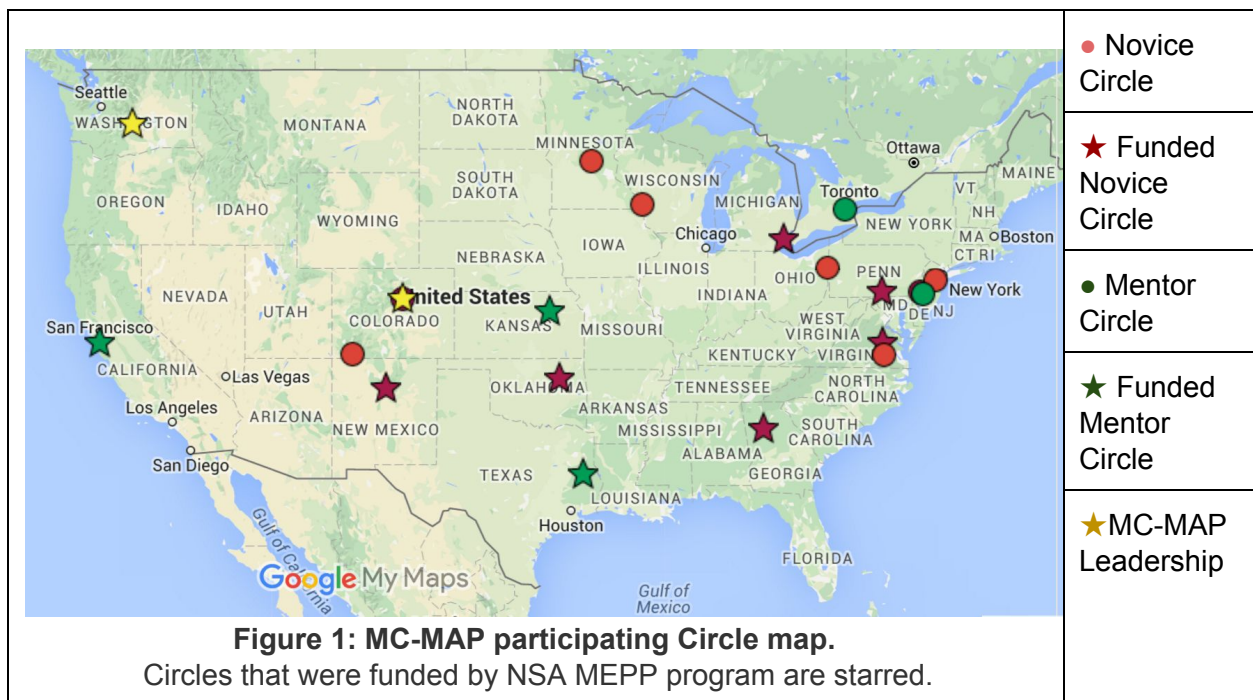 Seattle
WASHINGTON
MONTANA
NORTH
DAKOTA
MINNESOTA
Ottawa
MAINE
OREGON
IDAHO
SOUTH
DAKOTA
WISCONSIN
MICHIGAN
Toronto
VT
NH
WYOMING
NEW YORK
MA
Boston
CT RI
IOWA
Chicago
NEBRASKA
ILLINOIS
INDIANA
OHIO
PENN
New York
NEVADA
UTAH
United States
COLORADO
KANSAS
MISSOURI
WEST
VIRGINIA
MD
DE
NJ
San Francisco
CALIFORNIA
Las Vegas
KENTUCKY
VIRGIN
Los Angeles
ARIZONA
NEW MEXICO
OKLAHOMA
ARKANSAS
TENNESSEE
NORTH
CAROLINA
San Diego
MISSISSIPPI
ALABAMA
SOUTH
CAROLINA
GEORGIA
TEXAS
LOUISIANA
Houston
FLORIDA
Gulf of California
Gulf of
Mexico
Google My Maps
Figure 1: MC-MAP participating Circle map.
Circles that were funded by NSA MEPP program are starred.
● Novice
Circle
★ Funded
Novice
Circle
● Mentor
Circle
★ Funded
Mentor
Circle
★MC-MAP
Leadership